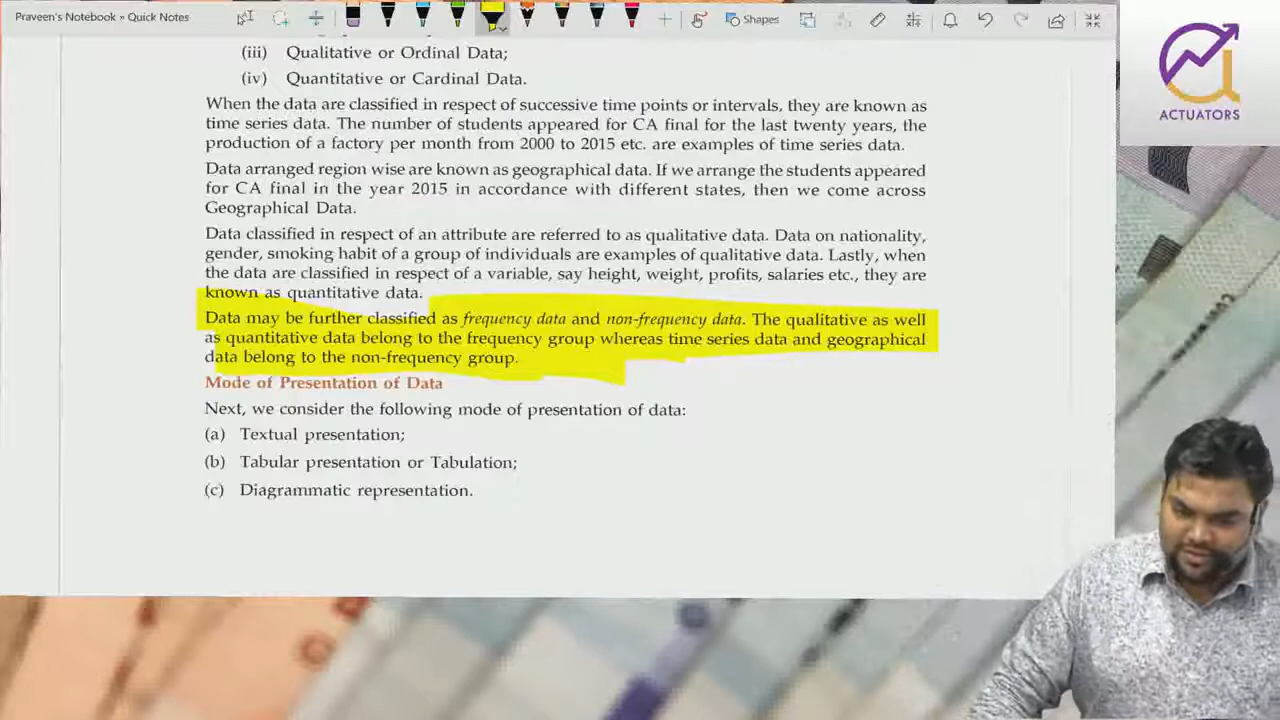 Praveen's Notebook » Quick Notes
Shapes
ACTUATORS
(iii) Qualitative or Ordinal Data;
(iv) Quantitative or Cardinal Data.
When the data are classified in respect of successive time points or intervals, they are known as
time series data. The number of students appeared for CA final for the last twenty years, the
production of a factory per month from 2000 to 2015 etc. are examples of time series data.
Data arranged region wise are known as geographical data. If we arrange the students appeared
for CA final in the year 2015 in accordance with different states, then we come across
Geographical Data.
Data classified in respect of an attribute are referred to as qualitative data. Data on nationality,
gender, smoking habit of a group of individuals are examples of qualitative data. Lastly, when
the data are classified in respect of a variable, say height, weight, profits, salaries etc., they are
known as quantitative data.
Data may be further classified as frequency data and non-frequency data. The qualitative as well
as quantitative data belong to the frequency group whereas time series data and geographical
data belong to the non-frequency group.
Mode of Presentation of Data
Next, we consider the following mode of presentation of data:
(a) Textual presentation;
(b) Tabular presentation or Tabulation;
(c) Diagrammatic representation.